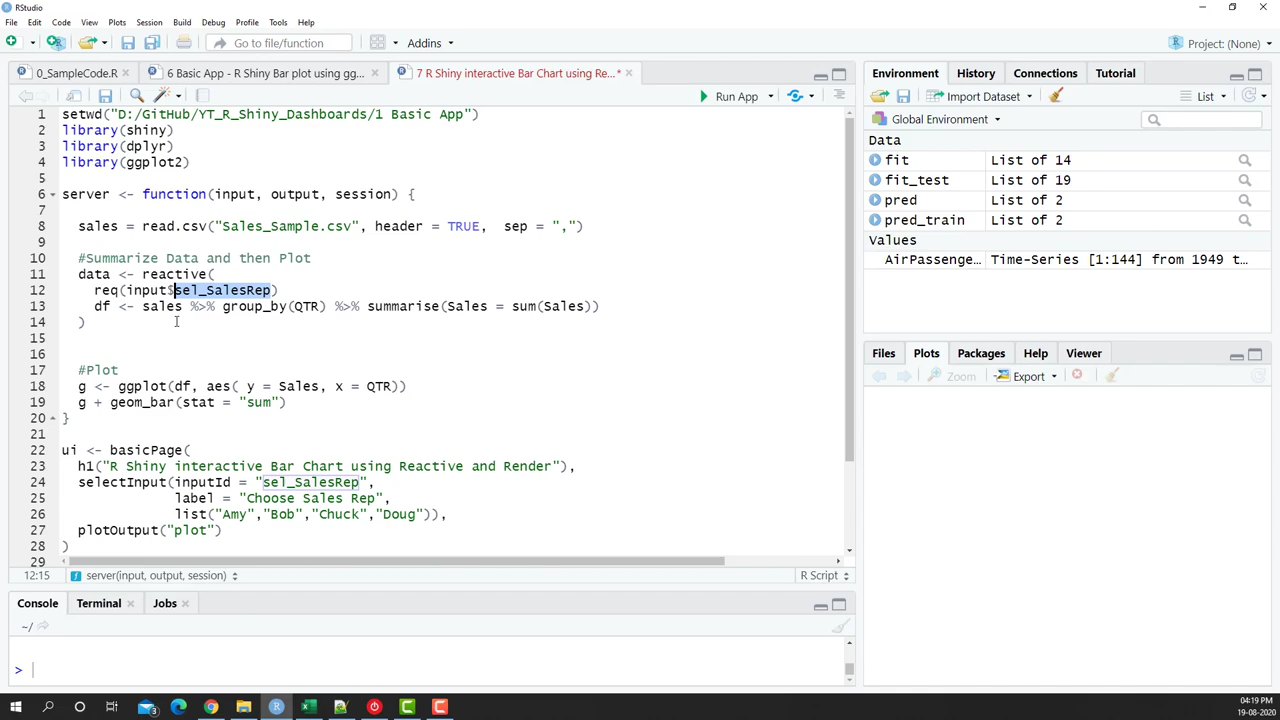 RStudio
File Edit Code View Plots Session Build Debug Profile Tools Help
Go to file/function Addins Project: (None)
0_SampleCode.R 6 Basic App - R Shiny Bar plot using gg... 7 R Shiny interactive Bar Chart using Re...*
Run App
1 setwd("D:/GitHub/YT_R_Shiny_Dashboards/1 Basic App")
2 library(shiny)
3 library(dplyr)
4 library(ggplot2)
5
6 server <- function(input, output, session) {
7
8 sales = read.csv("Sales_Sample.csv", header = TRUE, sep = ",")
9
10 #Summarize Data and then Plot
11 data <- reactive(
12 req(input$sel_SalesRep)
13 df <- sales %>% group_by(QTR) %>% summarise(Sales = sum(Sales))
14 )
15
16
17 #Plot
18 g <- ggplot(df, aes( y = Sales, x = QTR))
19 g + geom_bar(stat = "sum")
20 }
21
22 ui <- basicPage(
23 h1("R Shiny interactive Bar Chart using Reactive and Render"),
24 selectInput(inputId = "sel_SalesRep",
25 label = "Choose Sales Rep",
26 list("Amy","Bob","Chuck","Doug")),
27 plotOutput("plot")
28 )
29
12:15 server(input, output, session) R Script
Console Terminal Jobs
~/
>
Environment History Connections Tutorial
Import Dataset List
Global Environment
Data
fit List of 14
fit_test List of 19
pred List of 2
pred_train List of 2
Values
AirPassenge... Time-Series [1:144] from 1949 t...
Files Plots Packages Help Viewer
Zoom Export
3
04:19 PM
19-08-2020